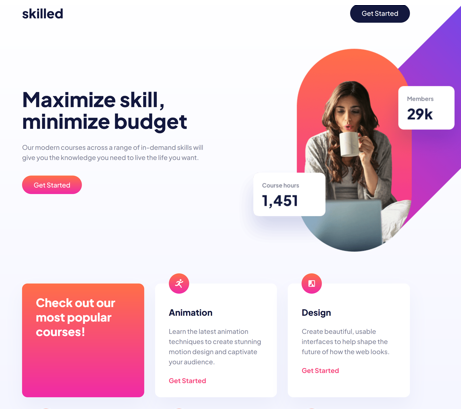 skilled
Get Started
Maximize skill,
minimize budget
Our modern courses across a range of in-demand skills will
give you the knowledge you need to live the life you want.
Get Started
Members
29k
Course hours
1,451
Check out our
most popular
courses!
Animation
Learn the latest animation
techniques to create stunning
motion design and captivate
your audience.
Get Started
Design
Create beautiful, usable
interfaces to help shape the
future of how the web looks.
Get Started